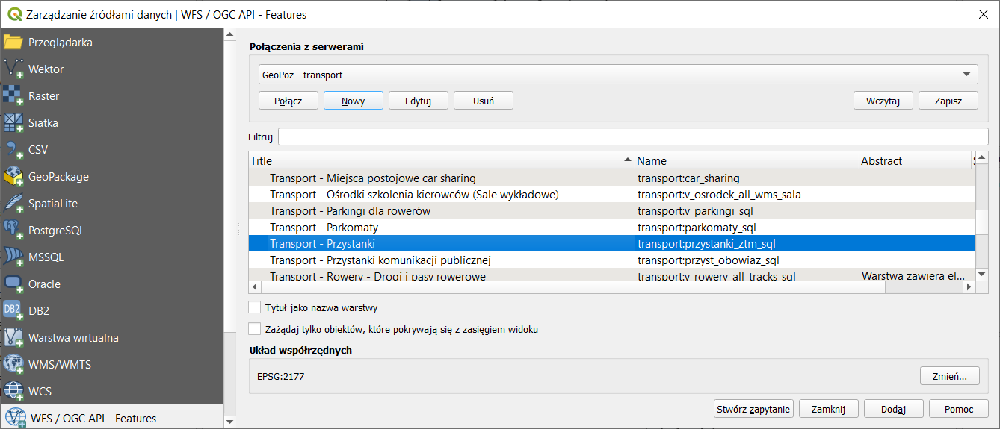 Zarządzanie źródłami danych | WFS / OGC API - Features
Przeglądarka
Wektor
Raster
Siatka
CSV
GeoPackage
SpatiaLite
PostgreSQL
MSSQL
Oracle
DB2 DB2
Warstwa wirtualna
WMS/WMTS
WCS
WFS / OGC API - Features
Połączenia z serwerami
GeoPoz - transport
Połącz Nowy Edytuj Usuń Wczytaj Zapisz
Filtruj
Title Name Abstract
Transport - Miejsca postojowe car sharing transport:car_sharing
Transport - Ośrodki szkolenia kierowców (Sale wykładowe) transport:v_osrodek_all_wms_sala
Transport - Parkingi dla rowerów transport:v_parkingi_sql
Transport - Parkomaty transport:parkomaty_sql
Transport - Przystanki transport:przystanki_ztm_sql
Transport - Przystanki komunikacji publicznej transport:przyst_obowiaz_sql
Transport - Rowery - Drogi i pasy rowerowe transport:v_rowery_all_tracks_sql Warstwa zawiera el...
Tytuł jako nazwa warstwy
Zażądaj tylko obiektów, które pokrywają się z zasięgiem widoku
Układ współrzędnych
EPSG:2177 Zmień...
Stwórz zapytanie Zamknij Dodaj Pomoc